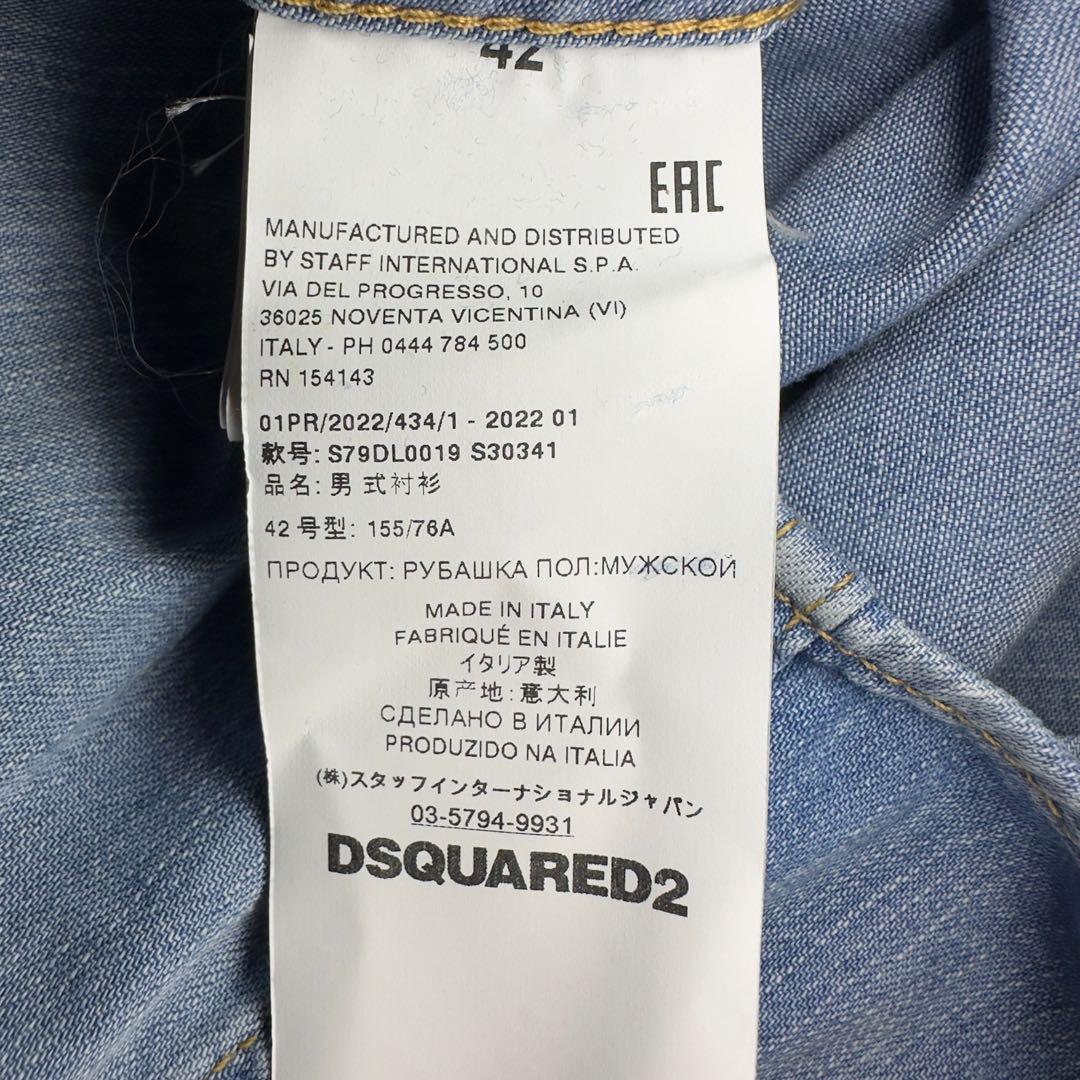 42
EAC
MANUFACTURED AND DISTRIBUTED
BY STAFF INTERNATIONAL S.P.A.
VIA DEL PROGRESSO, 10
36025 NOVENTA VICENTINA (VI)
ITALY - PH 0444 784 500
RN 154143
01PR/2022/434/1 - 2022 01
款号: S79DL0019 S30341
品名: 男 式衬衫
42 号型: 155/76A
ПРОДУКТ: РУБАШКА ПОЛ:МУЖСКОЙ
MADE IN ITALY
FABRIQUÉ EN ITALIE
イタリア製
原产地: 意大利
СДЕЛАНО В ИТАЛИИ
PRODUZIDO NA ITALIA
(株)スタッフインターナショナルジャパン
03-5794-9931
DSQUARED2